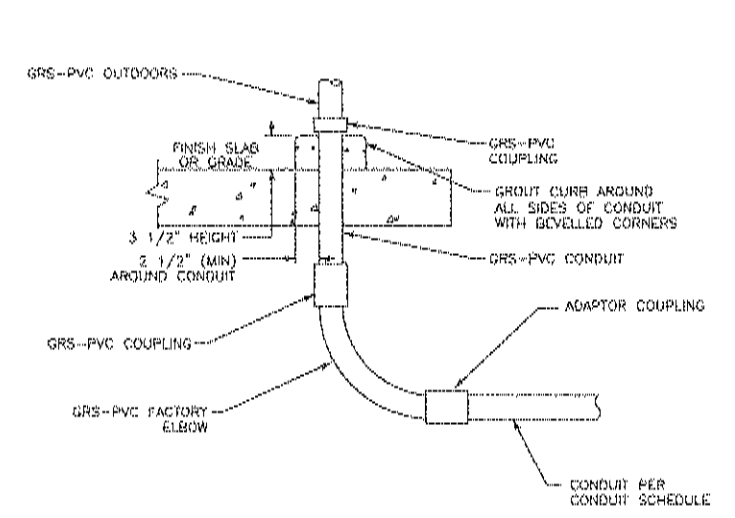 GRS-PVC OUTDOORS
FINISH SLAB
OR GRADE
GRS-PVC
COUPLING
GROUT CURB AROUND
ALL SIDES OF CONDUIT
WITH BEVELLED CORNERS
3 1/2" HEIGHT
2 1/2" (MIN)
AROUND CONDUIT
GRS-PVC CONDUIT
ADAPTOR COUPLING
GRS-PVC COUPLING
GRS-PVC FACTORY
ELBOW
CONDUIT PER
CONDUIT SCHEDULE